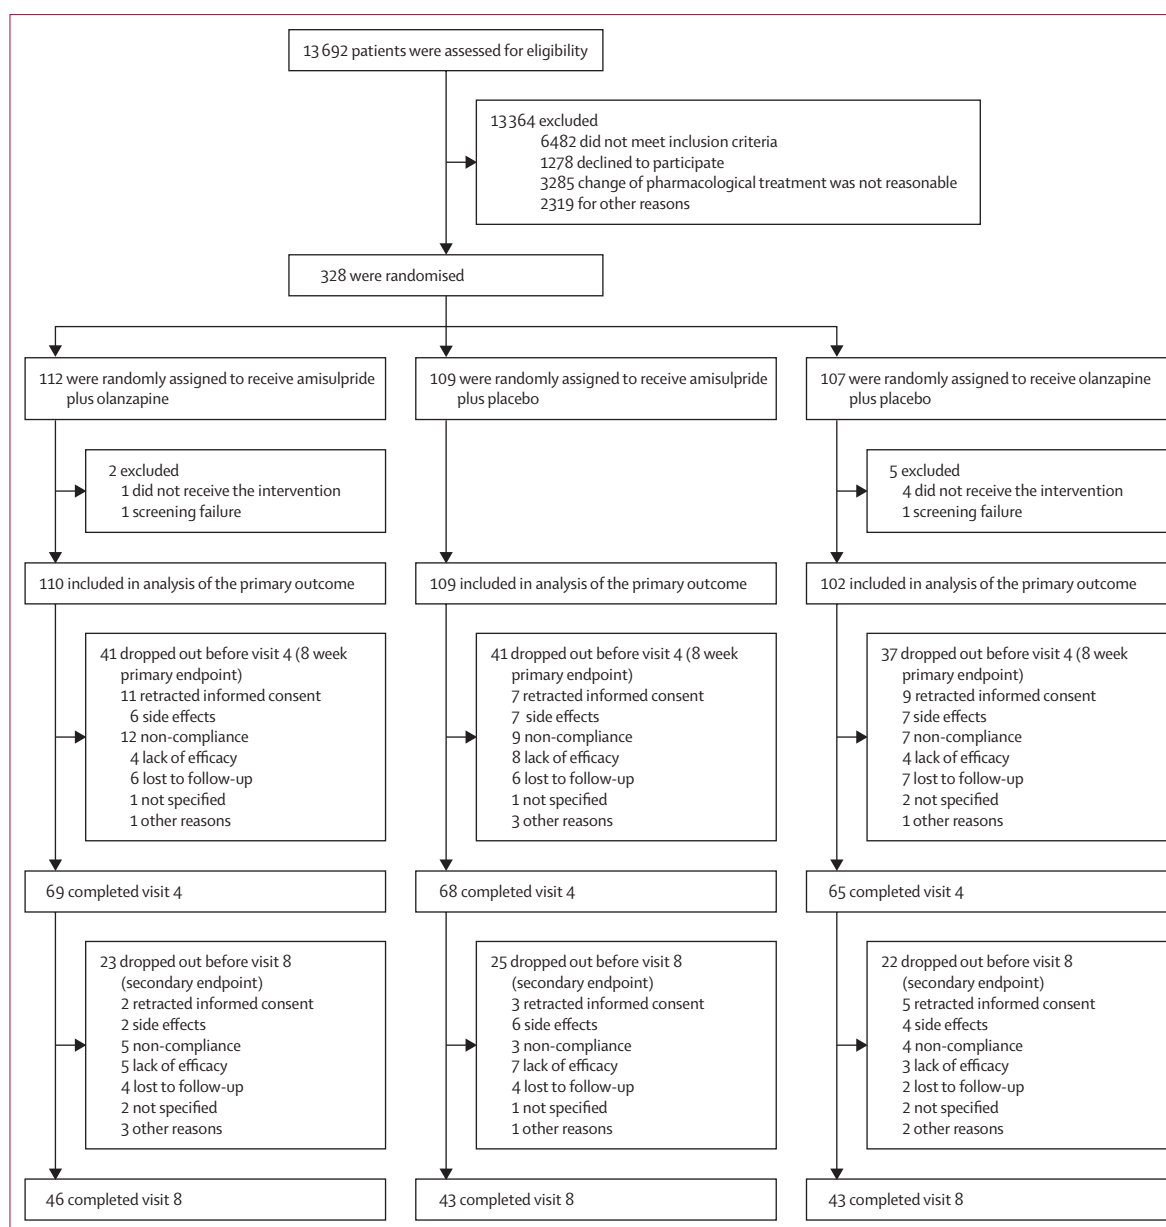 13 692 patients were assessed for eligibility
13 364 excluded
6482 did not meet inclusion criteria
1278 declined to participate
3285 change of pharmacological treatment was not reasonable
2319 for other reasons
328 were randomised
112 were randomly assigned to receive amisulpride
plus olanzapine
109 were randomly assigned to receive amisulpride
plus placebo
107 were randomly assigned to receive olanzapine
plus placebo
2 excluded
1 did not receive the intervention
1 screening failure
5 excluded
4 did not receive the intervention
1 screening failure
110 included in analysis of the primary outcome
109 included in analysis of the primary outcome
102 included in analysis of the primary outcome
41 dropped out before visit 4 (8 week
primary endpoint)
11 retracted informed consent
6 side effects
12 non-compliance
4 lack of efficacy
6 lost to follow-up
1 not specified
1 other reasons
41 dropped out before visit 4 (8 week
primary endpoint)
7 retracted informed consent
7 side effects
9 non-compliance
8 lack of efficacy
6 lost to follow-up
1 not specified
3 other reasons
37 dropped out before visit 4 (8 week
primary endpoint)
9 retracted informed consent
7 side effects
7 non-compliance
4 lack of efficacy
7 lost to follow-up
2 not specified
1 other reasons
69 completed visit 4
68 completed visit 4
65 completed visit 4
23 dropped out before visit 8
(secondary endpoint)
2 retracted informed consent
2 side effects
5 non-compliance
5 lack of efficacy
4 lost to follow-up
2 not specified
3 other reasons
25 dropped out before visit 8
(secondary endpoint)
3 retracted informed consent
6 side effects
3 non-compliance
7 lack of efficacy
4 lost to follow-up
1 not specified
1 other reasons
22 dropped out before visit 8
(secondary endpoint)
5 retracted informed consent
4 side effects
4 non-compliance
3 lack of efficacy
2 lost to follow-up
2 not specified
2 other reasons
46 completed visit 8
43 completed visit 8
43 completed visit 8